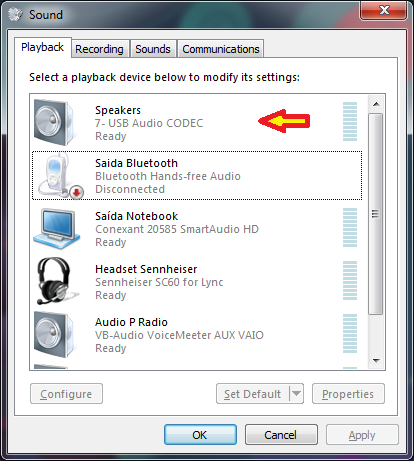 Sound
Playback Recording Sounds Communications
Select a playback device below to modify its settings:
Speakers
7- USB Audio CODEC
Ready
Saida Bluetooth
Bluetooth Hands-free Audio
Disconnected
Saída Notebook
Conexant 20585 SmartAudio HD
Ready
Headset Sennheiser
Sennheiser SC60 for Lync
Ready
Audio P Radio
VB-Audio VoiceMeeter AUX VAIO
Ready
Configure Set Default Properties
OK Cancel Apply